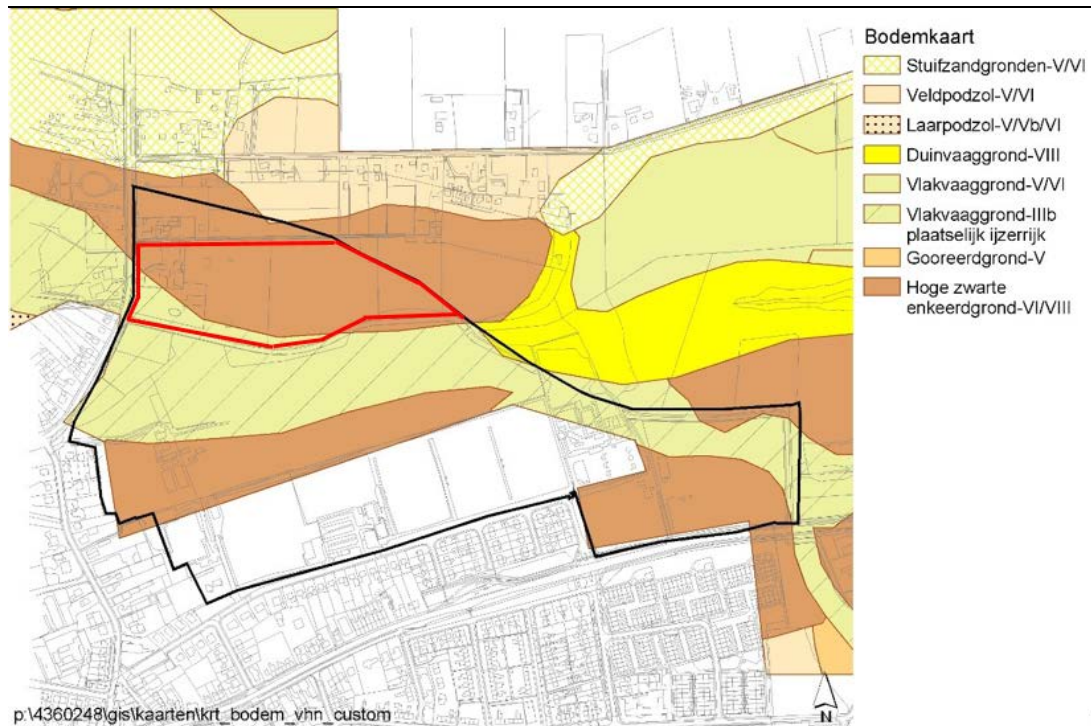 Bodemkaart
Stuifzandgronden-V/VI
Veldpodzol-V/VI
Laarpodzol-V/Vb/VI
Duinvaaggrond-VIII
Vlakvaaggrond-V/VI
Vlakvaaggrond-IIIb
plaatselijk ijzerrijk
Gooreerdgrond-V
Hoge zwarte
enkeerdgrond-VI/VIII
p:\4360248\gis\kaarten\krt_bodem_vhn_custom
N